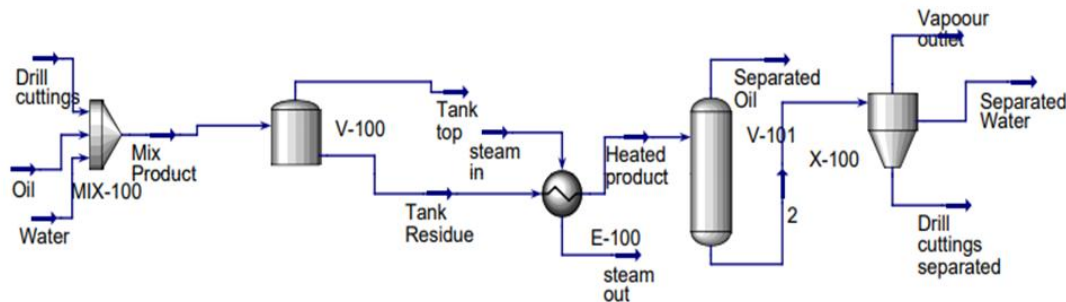 Drill
cuttings
Oil
Water
MIX-100
Mix
Product
V-100
Tank
top
Tank
Residue
steam
in
E-100
steam
out
Heated
product
Separated
Oil
V-101
2
X-100
Vapoour
outlet
Separated
Water
Drill
cuttings
separated